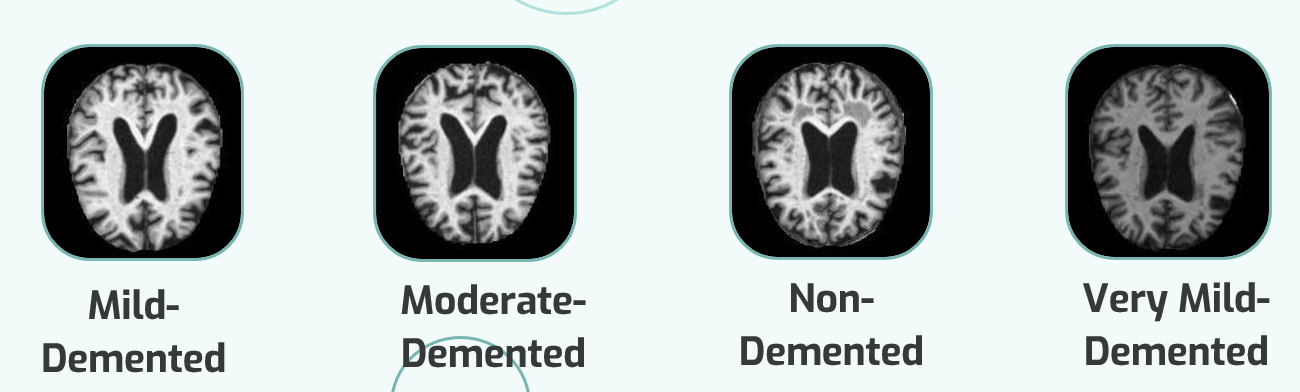 Mild-
Demented
Moderate-
Demented
Non-
Demented
Very Mild-
Demented